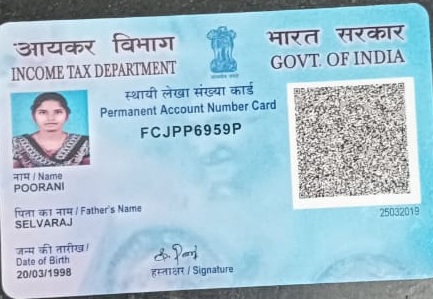 आयकर विभाग
INCOME TAX DEPARTMENT
भारत सरकार
GOVT. OF INDIA
स्थायी लेखा संख्या कार्ड
Permanent Account Number Card
FCJPP6959P
नाम / Name
POORANI
पिता का नाम / Father's Name
SELVARAJ
25032019
जन्म की तारीख /
Date of Birth
20/03/1998
हस्ताक्षर / Signature